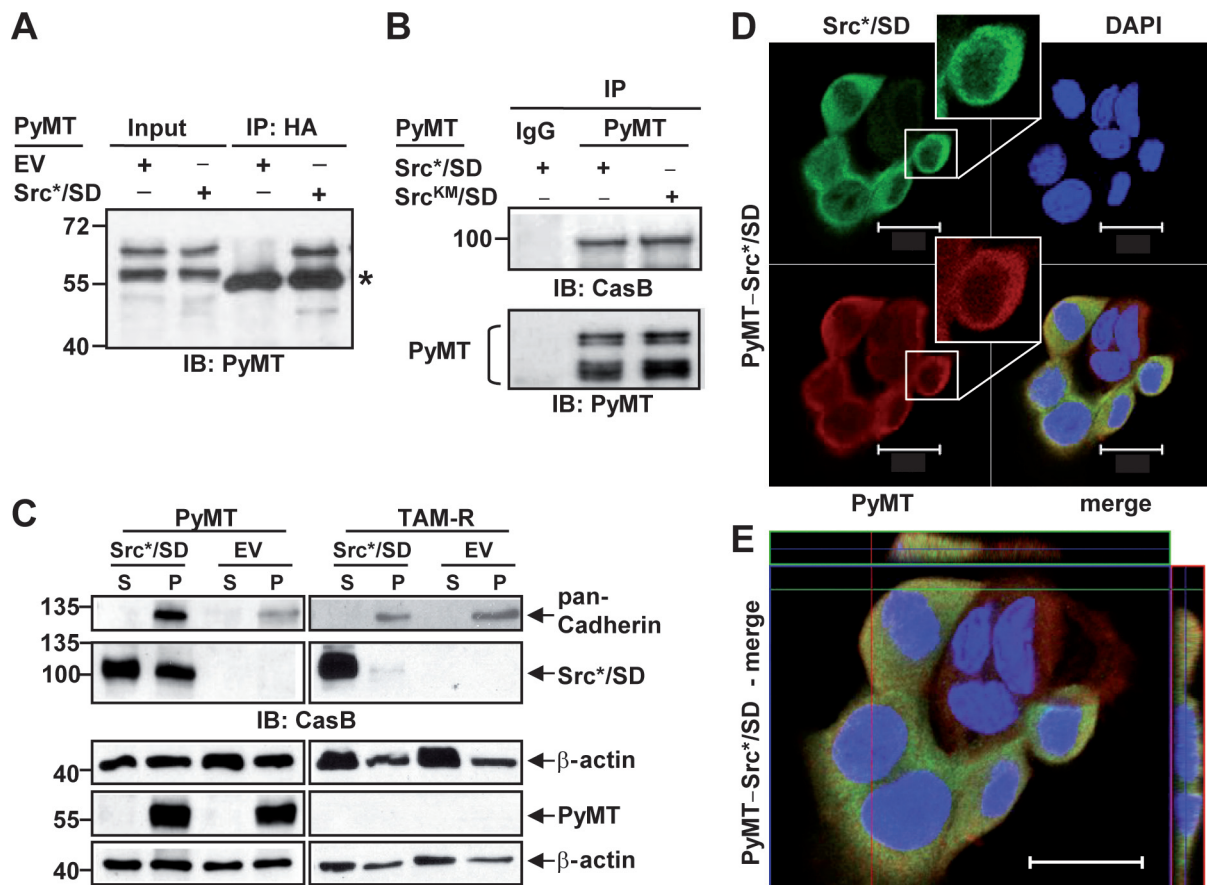 A
PyMT Input IP: HA
EV + – + –
Src*/SD – + – +
72
55 *
40
IB: PyMT
B
IP
PyMT IgG PyMT
Src*/SD + + –
SrcKM/SD – – +
100
IB: CasB
PyMT
IB: PyMT
C
PyMT TAM-R
Src*/SD EV Src*/SD EV
S P S P S P S P
135 pan-
Cadherin
135
100 Src*/SD
IB: CasB
40 β-actin
55 PyMT
40 β-actin
D
Src*/SD DAPI
PyMT–Src*/SD
PyMT merge
E
PyMT–Src*/SD - merge